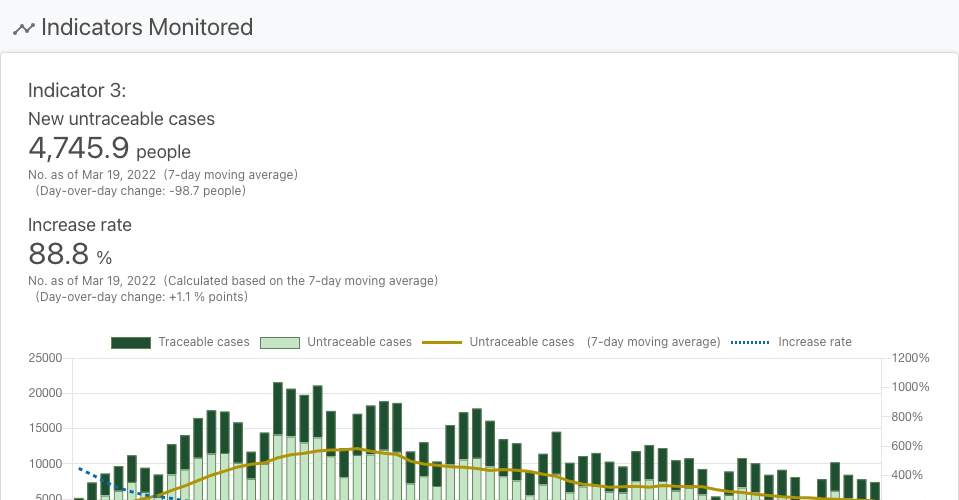 Indicators Monitored
Indicator 3:
New untraceable cases
4,745.9 people
No. as of Mar 19, 2022 (7-day moving average)
(Day-over-day change: -98.7 people)
Increase rate
88.8 %
No. as of Mar 19, 2022 (Calculated based on the 7-day moving average)
(Day-over-day change: +1.1 % points)
Traceable cases Untraceable cases Untraceable cases (7-day moving average) Increase rate
25000 1200%
20000 1000%
15000 800%
10000 600%
5000 400%